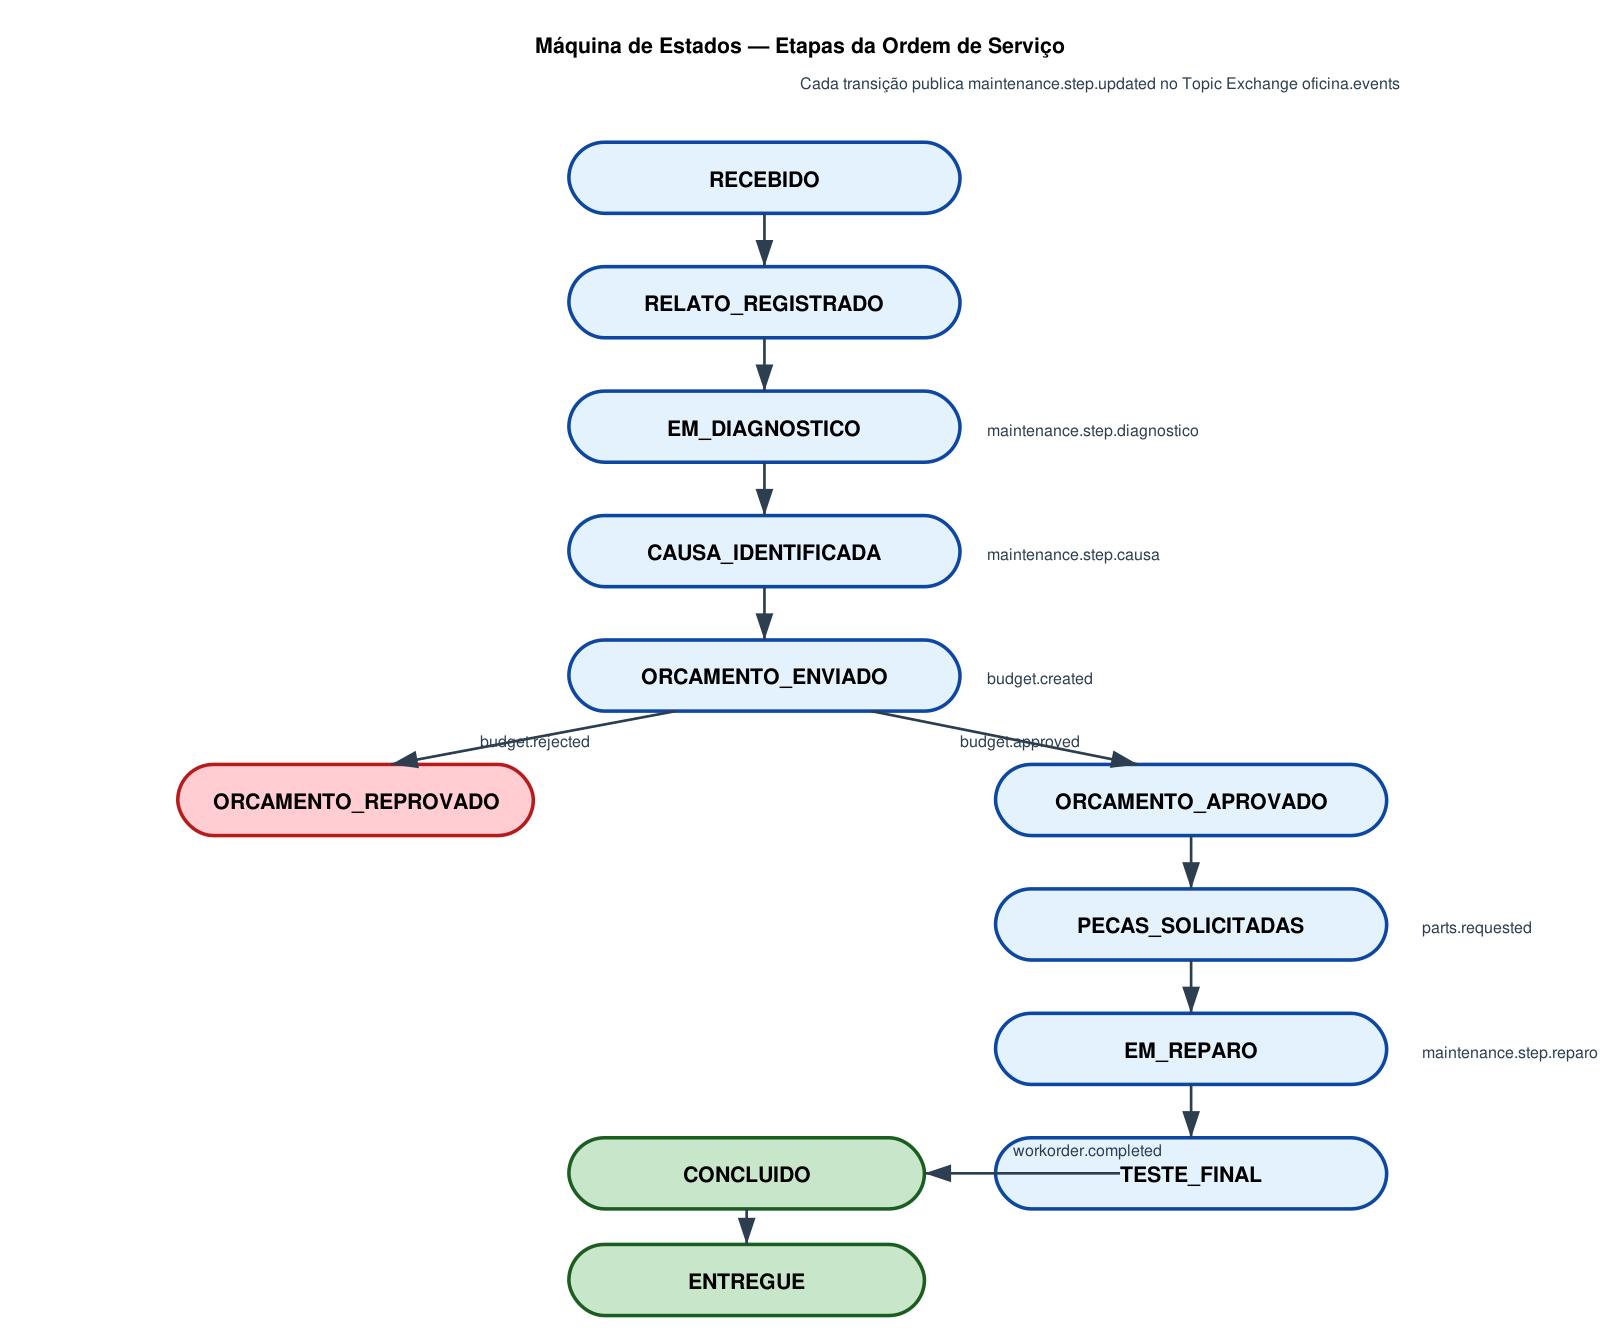 Máquina de Estados — Etapas da Ordem de Serviço
Cada transição publica maintenance.step.updated no Topic Exchange oficina.events
RECEBIDO
RELATO_REGISTRADO
EM_DIAGNOSTICO
maintenance.step.diagnostico
CAUSA_IDENTIFICADA
maintenance.step.causa
ORCAMENTO_ENVIADO
budget.created
budget.rejected
budget.approved
ORCAMENTO_REPROVADO
ORCAMENTO_APROVADO
PECAS_SOLICITADAS
parts.requested
EM_REPARO
maintenance.step.reparo
workorder.completed
CONCLUIDO
TESTE_FINAL
ENTREGUE